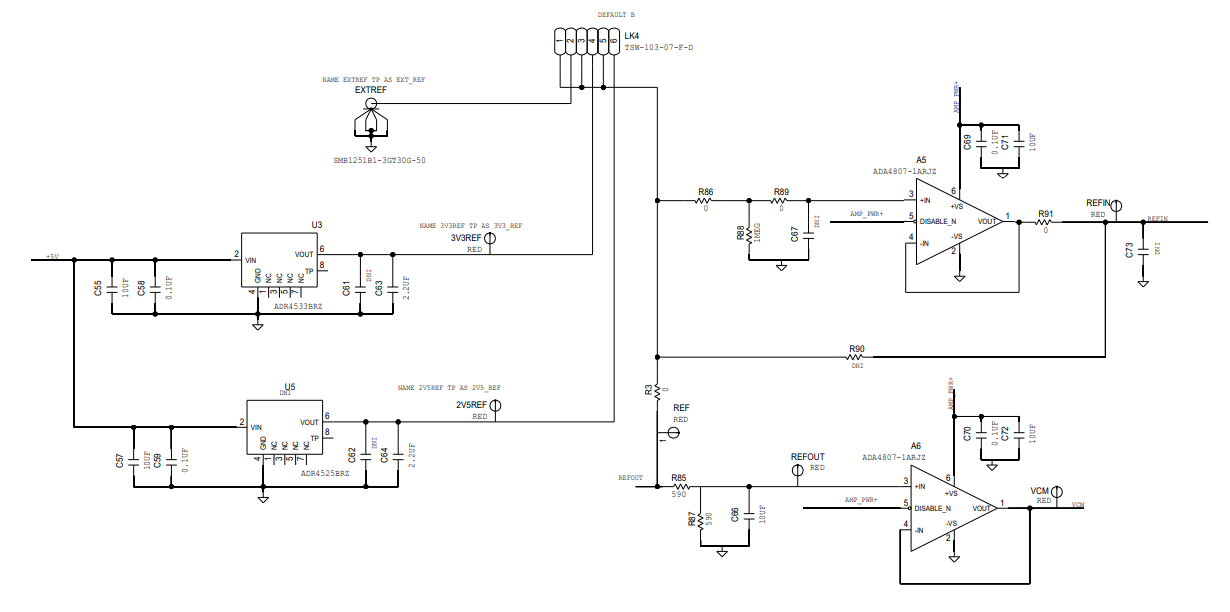 DEFAULT B
1 2 3 4 5 6
LK4
TSW-103-07-F-D
NAME EXTREF TP AS EXT_REF
EXTREF
SMB1251B1-3GT30G-50
AMP_PWR+
C69
0.1UF
C71
10UF
A5
ADA4807-1ARJZ
R86
0
R89
0
R88
1MEG
C67
DNI
AMP_PWR+
3
+IN
5
DISABLE_N
4
-IN
6
+VS
-VS
2
VOUT
1
R91
0
REFIN
RED
REFIN
C73
DNI
NAME 3V3REF TP AS 3V3_REF
3V3REF
RED
U3
+5V
2
VIN
VOUT
6
TP
8
GND
NC
NC
NC
NC
4
1
3
5
7
ADR4533BRZ
C55
10UF
C58
0.1UF
C61
DNI
C63
2.2UF
R90
DNI
NAME 2V5REF TP AS 2V5_REF
2V5REF
RED
U5
DNI
2
VIN
VOUT
6
TP
8
GND
NC
NC
NC
NC
4
1
3
5
7
ADR4525BRZ
C57
10UF
C59
0.1UF
C62
DNI
C64
2.2UF
R3
0
REF
RED
1
REFOUT
R85
590
R87
590
C66
10UF
REFOUT
RED
AMP_PWR+
AMP_PWR+
C70
0.1UF
C72
10UF
A6
ADA4807-1ARJZ
3
+IN
5
DISABLE_N
4
-IN
6
+VS
-VS
2
VOUT
1
VCM
RED
VCM